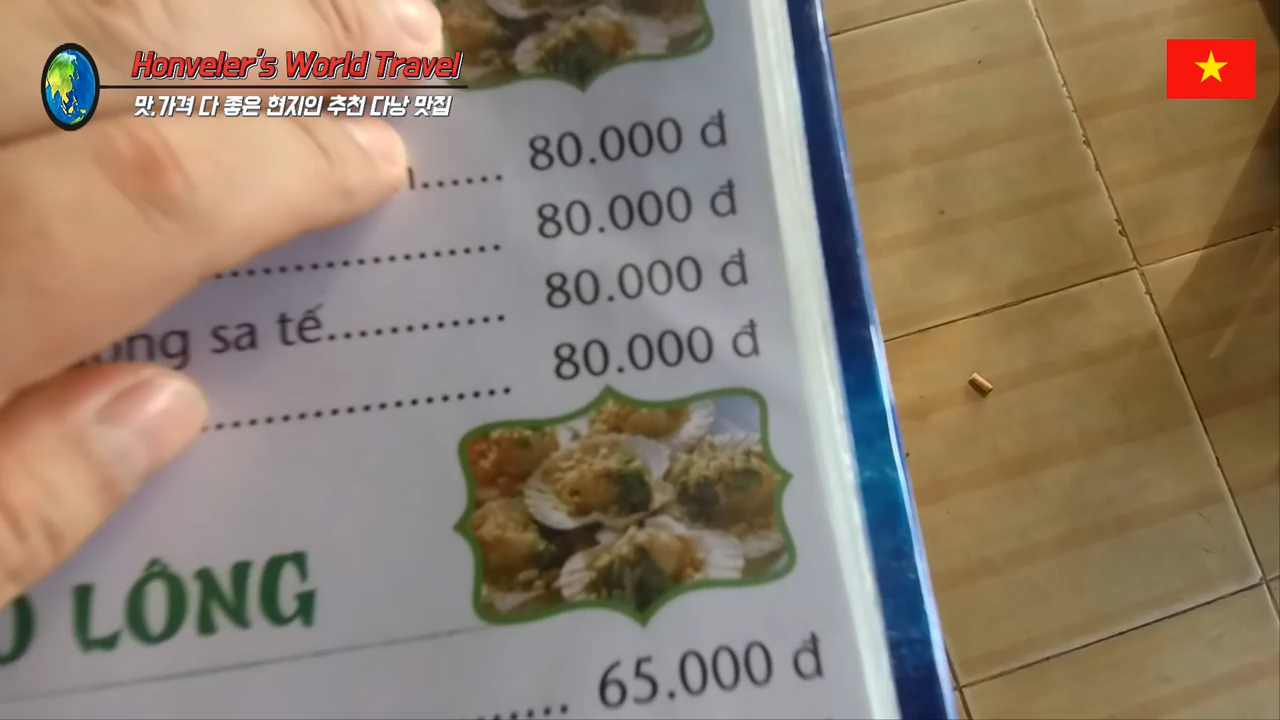 Honveler's World Travel
맛,가격 다 좋은 현지인 추천 다낭 맛집
...... 80.000 đ
.................... 80.000 đ
sa tế............ 80.000 đ
...................... 80.000 đ
LÔNG
...... 65.000 đ